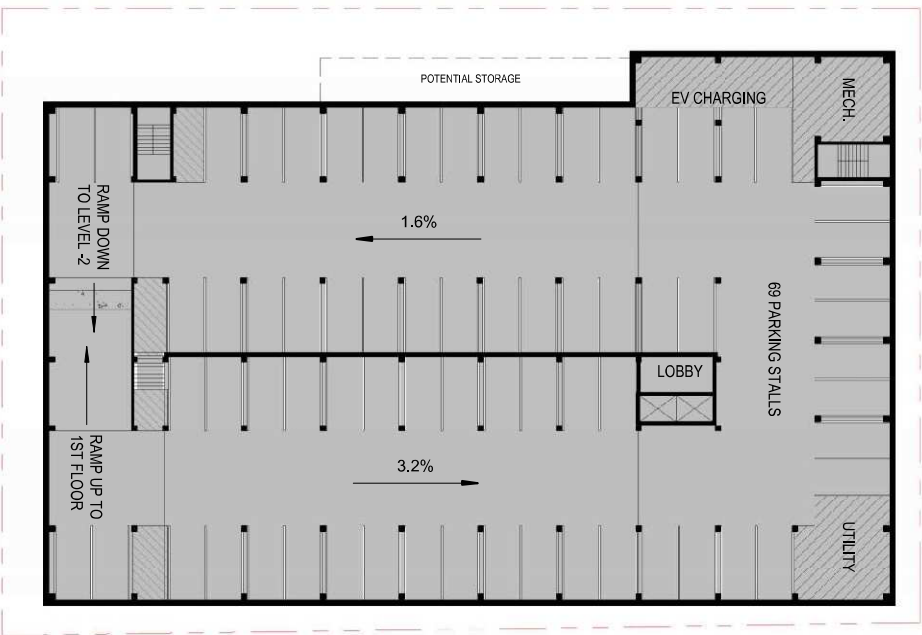 POTENTIAL STORAGE
EV CHARGING
MECH.
RAMP DOWN
TO LEVEL -2
1.6%
69 PARKING STALLS
LOBBY
RAMP UP TO
1ST FLOOR
3.2%
UTILITY